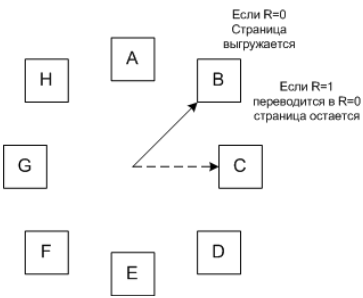 Если R=0
Страница
выгружается
A
H
B
Если R=1
переводится в R=0
страница остается
G
C
F
D
E